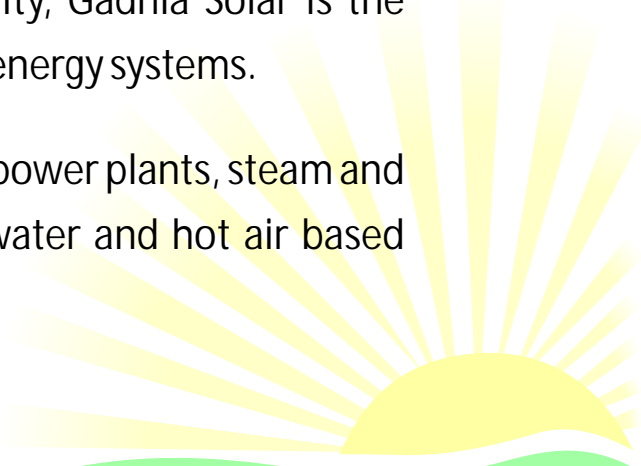 ity, Gadhia Solar is the
energy systems.
power plants, steam and
water and hot air based